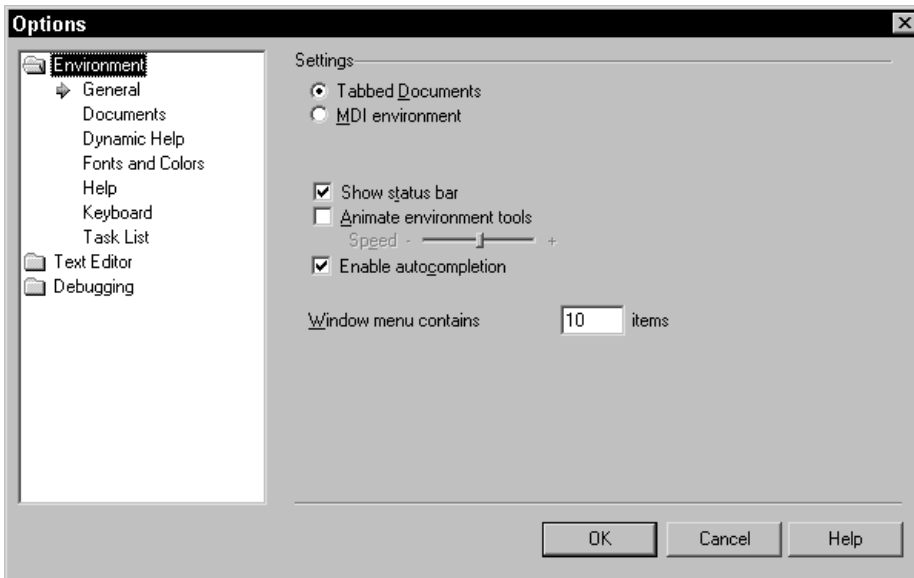 Options
Environment
General
Documents
Dynamic Help
Fonts and Colors
Help
Keyboard
Task List
Text Editor
Debugging
Settings
Tabbed Documents
MDI environment
Show status bar
Animate environment tools
Speed - +
Enable autocompletion
Window menu contains 10 items
OK Cancel Help